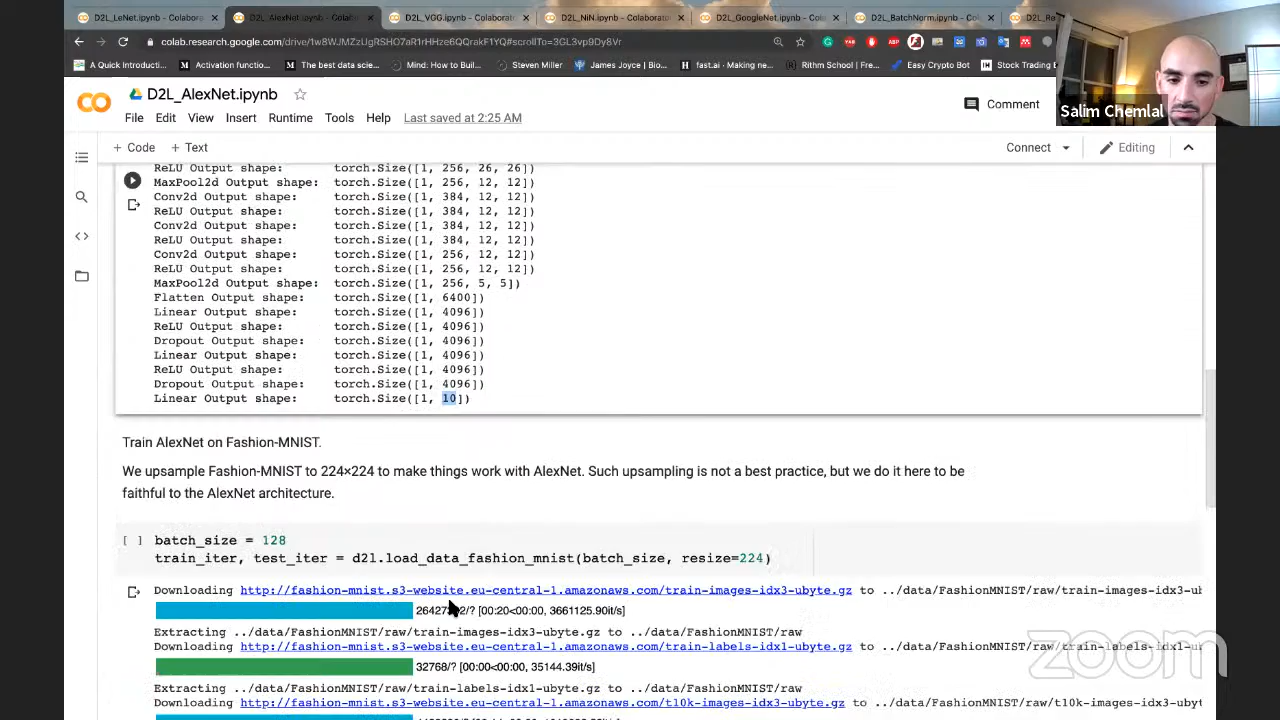 D2L_LeNet.ipynb - Colaborato
D2L_AlexNet.ipynb - Colab
D2L_VGG.ipynb - Colaborator
D2L_NiN.ipynb - Colaborato
D2L_GoogleNet.ipynb - Col
D2L_BatchNorm.ipynb - Co
D2L_Re
colab.research.google.com/drive/1w8WJMZzUgRSHO7aR1rHHze6QQrakF1YQ#scrollTo=3GL3vp9Dy8Vr
A Quick Introducti...
Activation functio...
The best data scie...
Mind: How to Buil...
Steven Miller
James Joyce | Bio...
fast.ai · Making ne...
Rithm School | Fre...
Easy Crypto Bot
Stock Trading
Salim Chemlal
CO D2L_AlexNet.ipynb
Comment
File Edit View Insert Runtime Tools Help Last saved at 2:25 AM
+ Code + Text
Connect
Editing
ReLU Output shape: torch.Size([1, 256, 26, 26])
MaxPool2d Output shape: torch.Size([1, 256, 12, 12])
Conv2d Output shape: torch.Size([1, 384, 12, 12])
ReLU Output shape: torch.Size([1, 384, 12, 12])
Conv2d Output shape: torch.Size([1, 384, 12, 12])
ReLU Output shape: torch.Size([1, 384, 12, 12])
Conv2d Output shape: torch.Size([1, 256, 12, 12])
ReLU Output shape: torch.Size([1, 256, 12, 12])
MaxPool2d Output shape: torch.Size([1, 256, 5, 5])
Flatten Output shape: torch.Size([1, 6400])
Linear Output shape: torch.Size([1, 4096])
ReLU Output shape: torch.Size([1, 4096])
Dropout Output shape: torch.Size([1, 4096])
Linear Output shape: torch.Size([1, 4096])
ReLU Output shape: torch.Size([1, 4096])
Dropout Output shape: torch.Size([1, 4096])
Linear Output shape: torch.Size([1, 10])
Train AlexNet on Fashion-MNIST.
We upsample Fashion-MNIST to 224×224 to make things work with AlexNet. Such upsampling is not a best practice, but we do it here to be
faithful to the AlexNet architecture.
[ ] batch_size = 128
train_iter, test_iter = d2l.load_data_fashion_mnist(batch_size, resize=224)
Downloading http://fashion-mnist.s3-website.eu-central-1.amazonaws.com/train-images-idx3-ubyte.gz to ../data/FashionMNIST/raw/train-images-idx3-ub
[00:20<00:00, 3661125.90it/s]
Extracting ../data/FashionMNIST/raw/train-images-idx3-ubyte.gz to ../data/FashionMNIST/raw
Downloading http://fashion-mnist.s3-website.eu-central-1.amazonaws.com/train-labels-idx1-ubyte.gz to ../data/FashionMNIST/raw/train-labels-idx1-ub
32768/? [00:00<00:00, 35144.39it/s]
Extracting ../data/FashionMNIST/raw/train-labels-idx1-ubyte.gz to ../data/FashionMNIST/raw
Downloading http://fashion-mnist.s3-website.eu-central-1.amazonaws.com/t10k-images-idx3-ubyte.gz to ../data/FashionMNIST/raw/t10k-images-idx3-ubyt
zoom